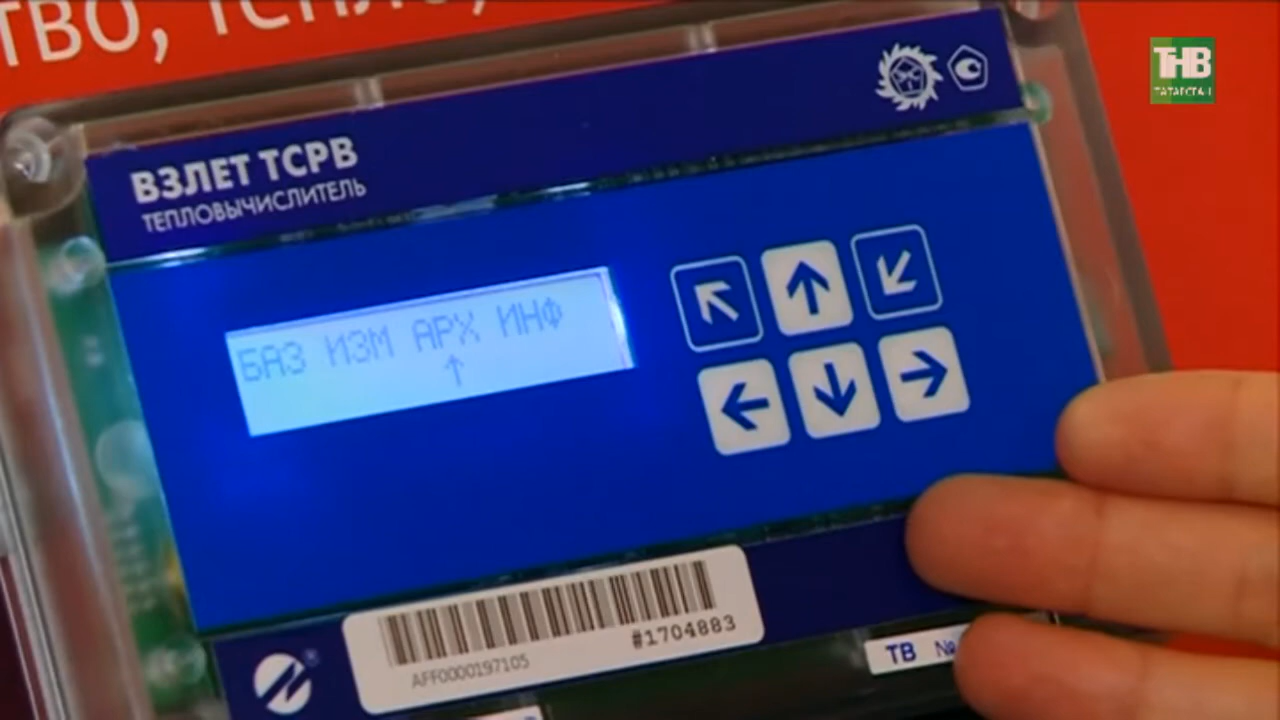 ТВО, ТЕПЛО,
ТНВ
ТАТАРСТАН
ВЗЛЕТ ТСРВ
ТЕПЛОВЫЧИСЛИТЕЛЬ
БАЗ ИЗМ АРХ ИНФ
↑
#1704883
AFF0000197105
ТВ №